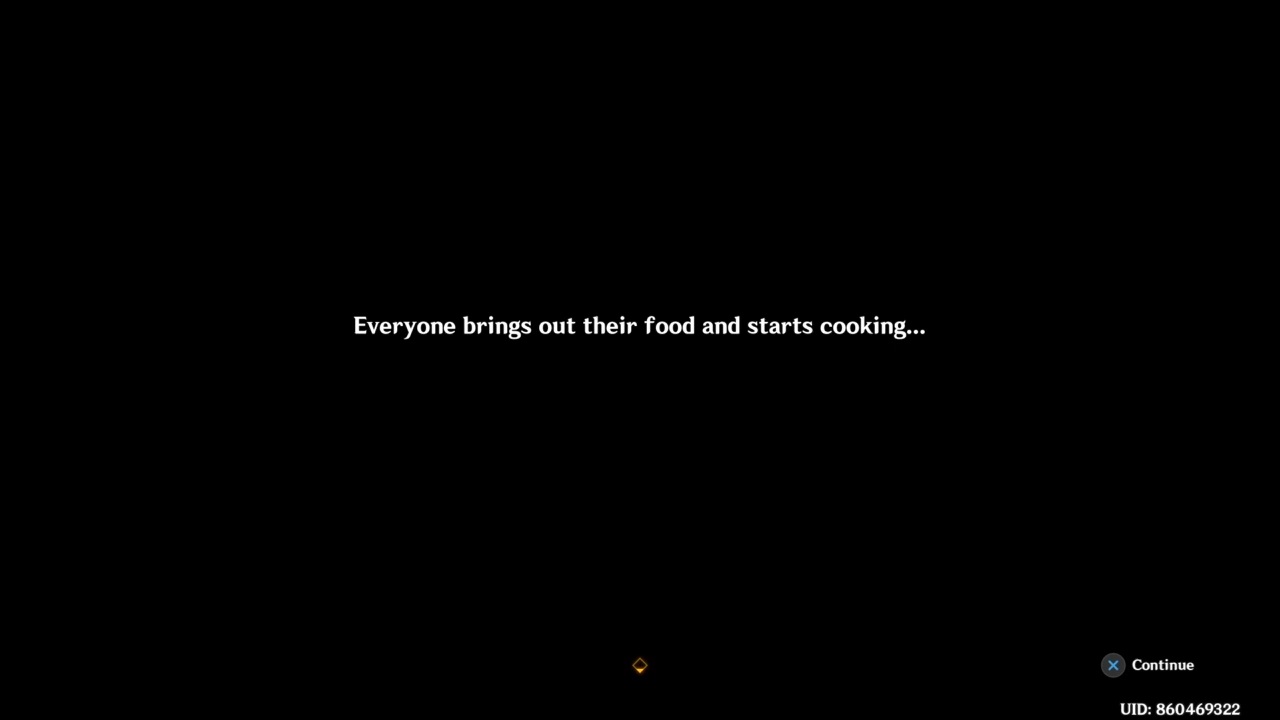 Everyone brings out their food and starts cooking...
Continue
UID: 860469322